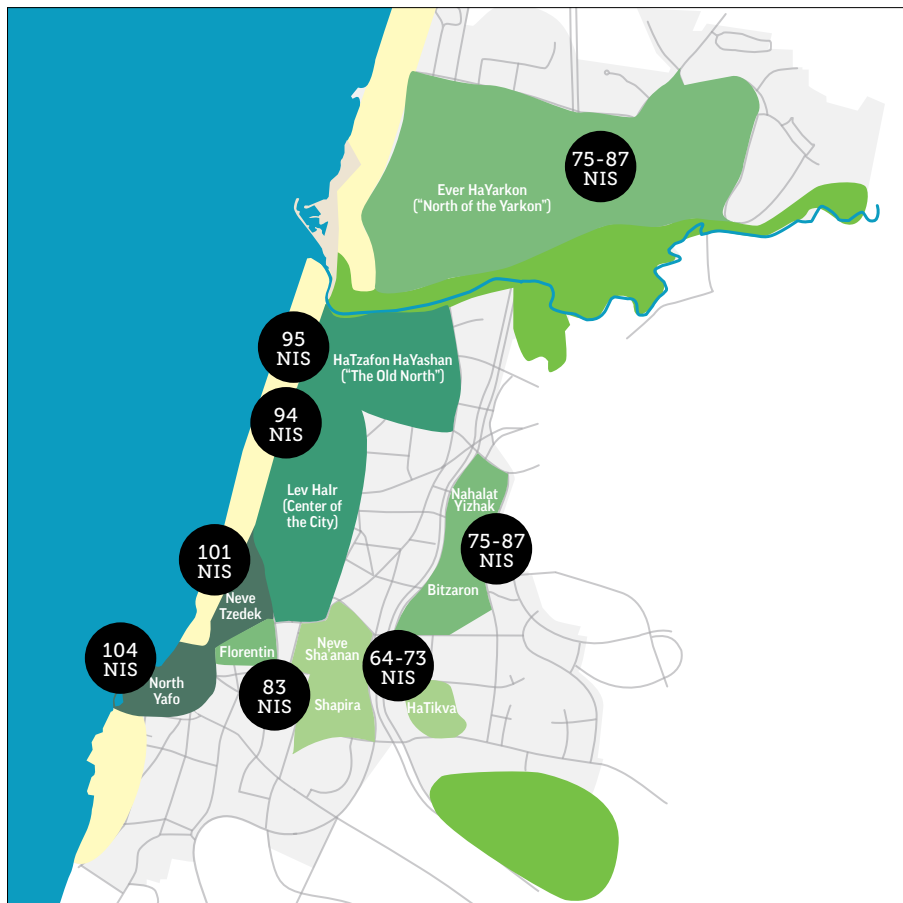 75-87
NIS
Ever HaYarkon
(“North of the Yarkon”)
95
NIS
HaTzafon HaYashan
(“The Old North”)
94
NIS
Lev HaIr
(Center of
the City)
Nahalat
Yizhak
75-87
NIS
Bitzaron
101
NIS
Neve
Tzedek
Florentin
Neve
Sha'anan
64-73
NIS
104
NIS
North
Yafo
83
NIS
Shapira
HaTikva